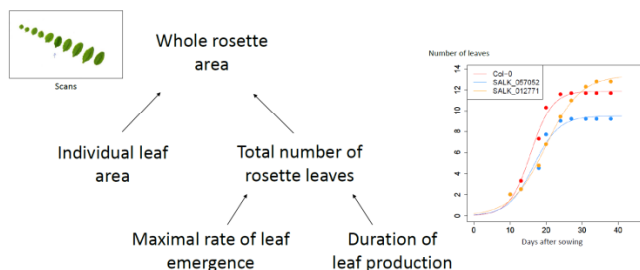 Scans
Whole rosette
area
Individual leaf
area
Total number of
rosette leaves
Maximal rate of leaf
emergence
Duration of
leaf production
Number of leaves
Col-0
SALK_057052
SALK_012771
14
12
10
8
6
4
2
0
0 10 20 30 40
Days after sowing